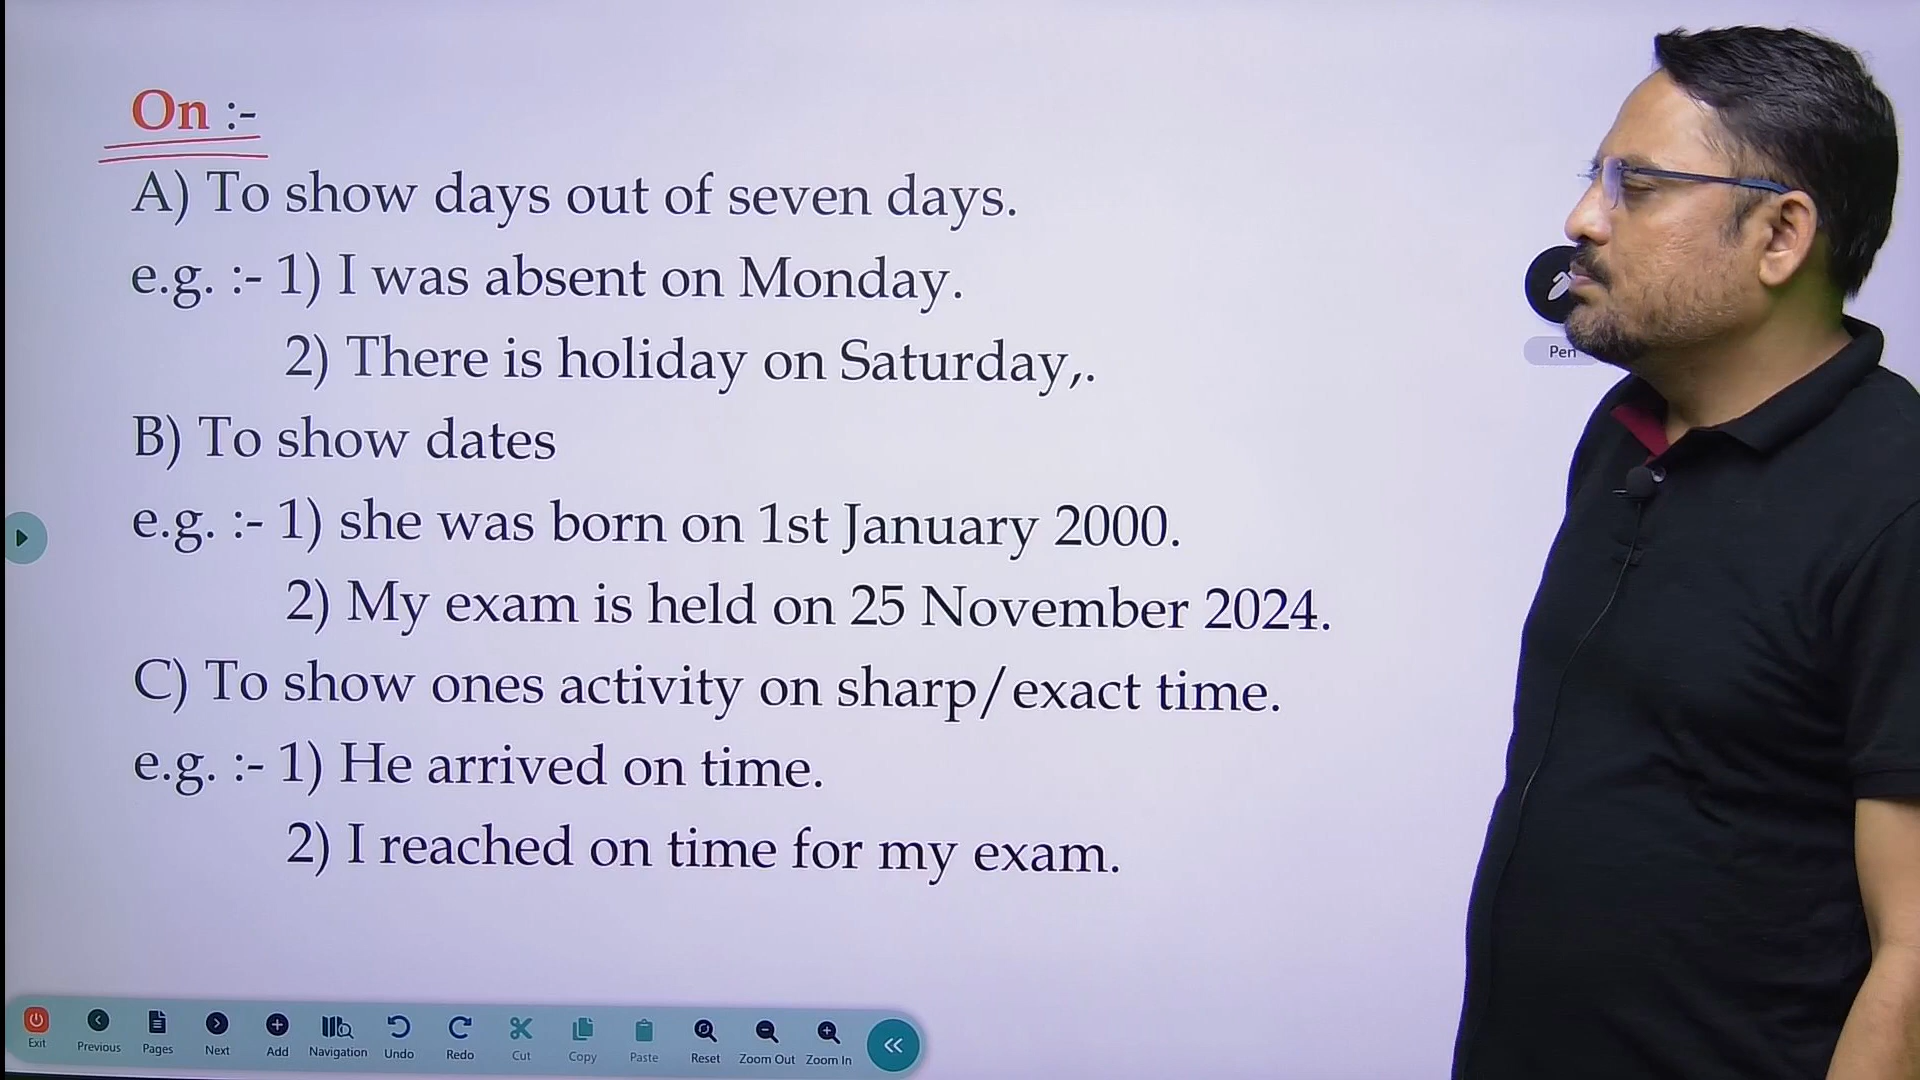 On :-
A) To show days out of seven days.
e.g. :- 1) I was absent on Monday.
2) There is holiday on Saturday,.
B) To show dates
e.g. :- 1) she was born on 1st January 2000.
2) My exam is held on 25 November 2024.
C) To show ones activity on sharp/exact time.
e.g. :- 1) He arrived on time.
2) I reached on time for my exam.
Pen
Exit Previous Pages Next Add Navigation Undo Redo Cut Copy Paste Reset Zoom Out Zoom In